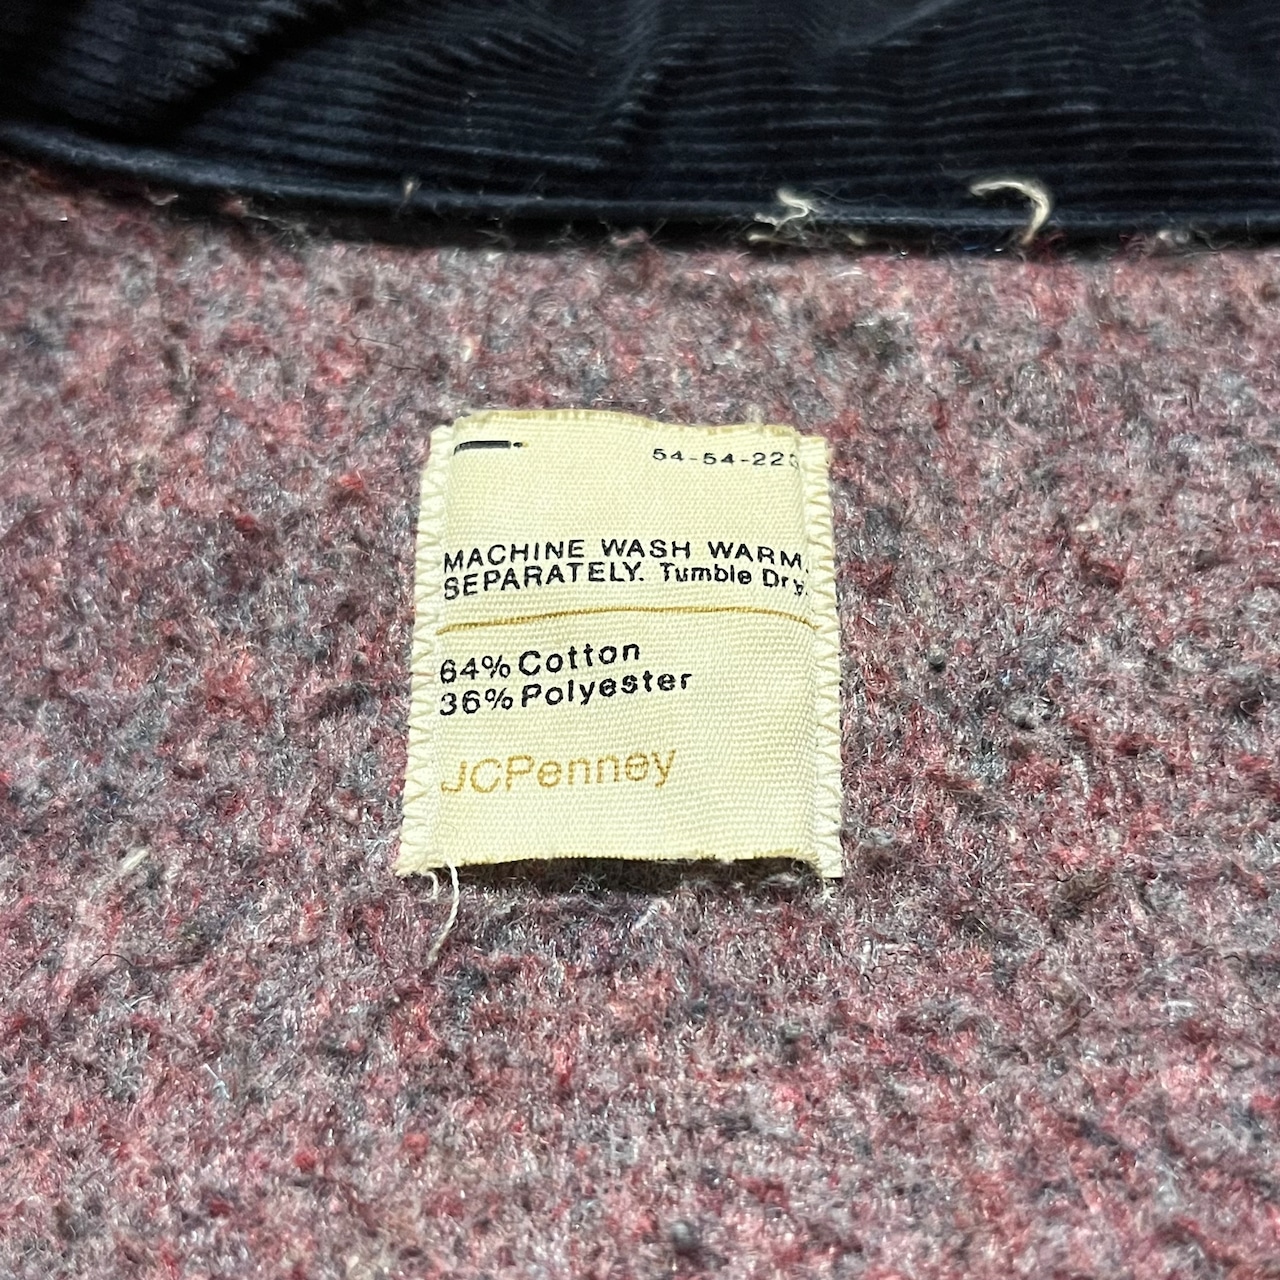 54-54-22
MACHINE WASH WARM.
SEPARATELY. Tumble Dry.
64% Cotton
36% Polyester
JCPenney